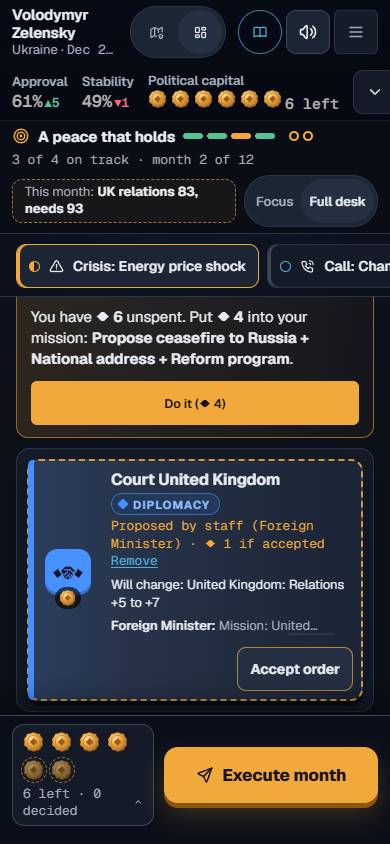 Volodymyr
Zelensky
Ukraine · Dec 2…
Approval
61%▲5
Stability
49%▼1
Political capital
6 left
A peace that holds
3 of 4 on track · month 2 of 12
This month: UK relations 83,
needs 93
Focus
Full desk
Crisis: Energy price shock
Call: Char
You have ◆ 6 unspent. Put ◆ 4 into your
mission: Propose ceasefire to Russia +
National address + Reform program.
Do it (◆ 4)
Court United Kingdom
◆ DIPLOMACY
Proposed by staff (Foreign
Minister) · ◆ 1 if accepted
Remove
Will change: United Kingdom: Relations
+5 to +7
Foreign Minister: Mission: United…
Accept order
6 left · 0
decided
Execute month